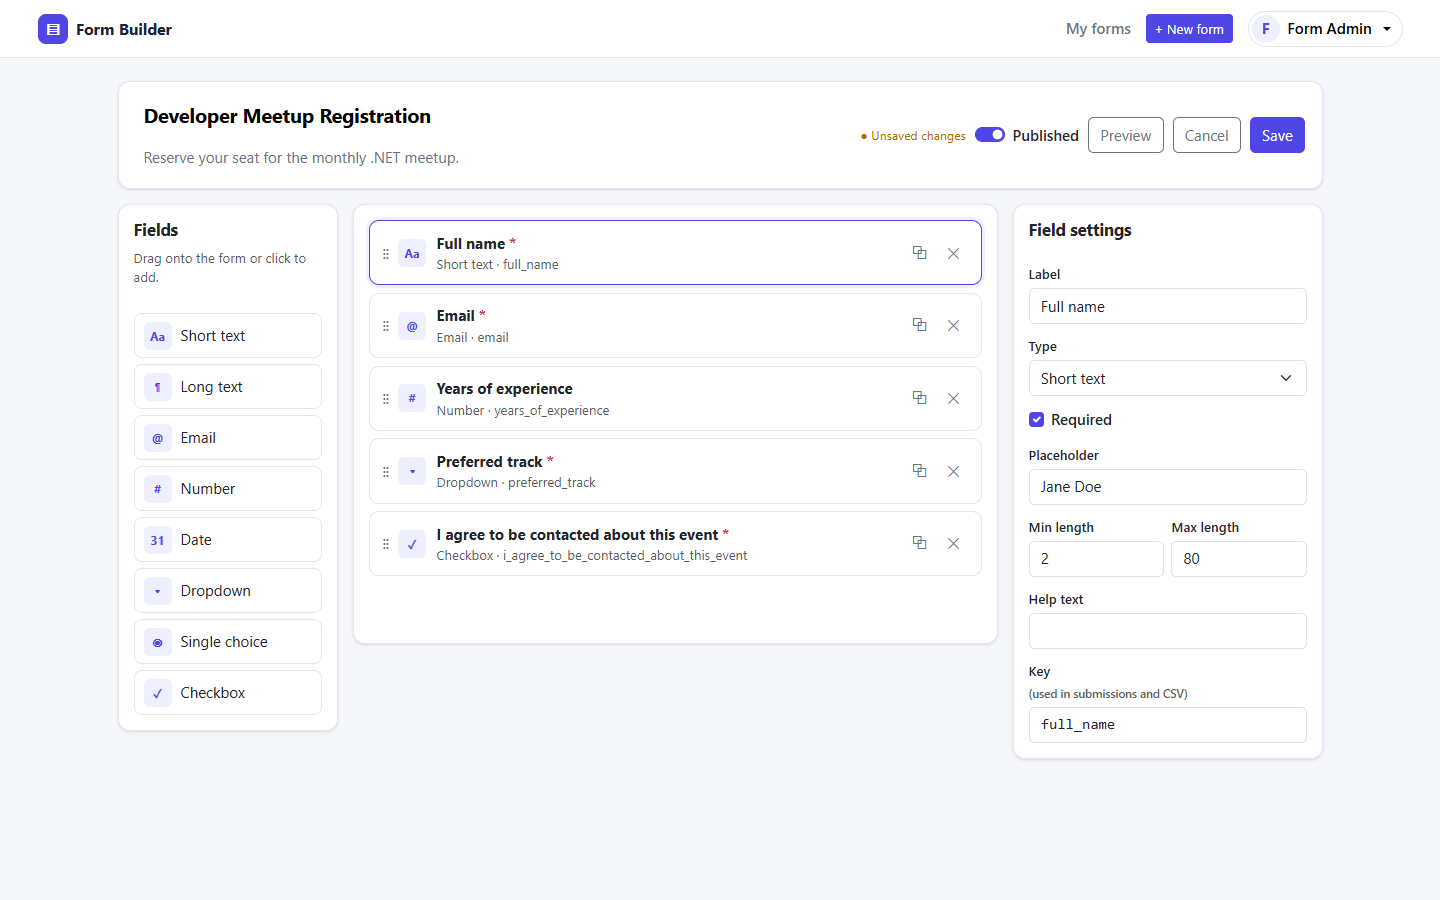 Form Builder
My forms
+ New form
F
Form Admin
Developer Meetup Registration
Reserve your seat for the monthly .NET meetup.
Unsaved changes
Published
Preview
Cancel
Save
Fields
Drag onto the form or click to
add.
Aa Short text
¶ Long text
@ Email
# Number
31 Date
Dropdown
Single choice
✓ Checkbox
Aa
Full name *
Short text · full_name
@
Email *
Email · email
#
Years of experience
Number · years_of_experience
Preferred track *
Dropdown · preferred_track
✓
I agree to be contacted about this event *
Checkbox · i_agree_to_be_contacted_about_this_event
Field settings
Label
Full name
Type
Short text
Required
Placeholder
Jane Doe
Min length Max length
2 80
Help text
Key
(used in submissions and CSV)
full_name